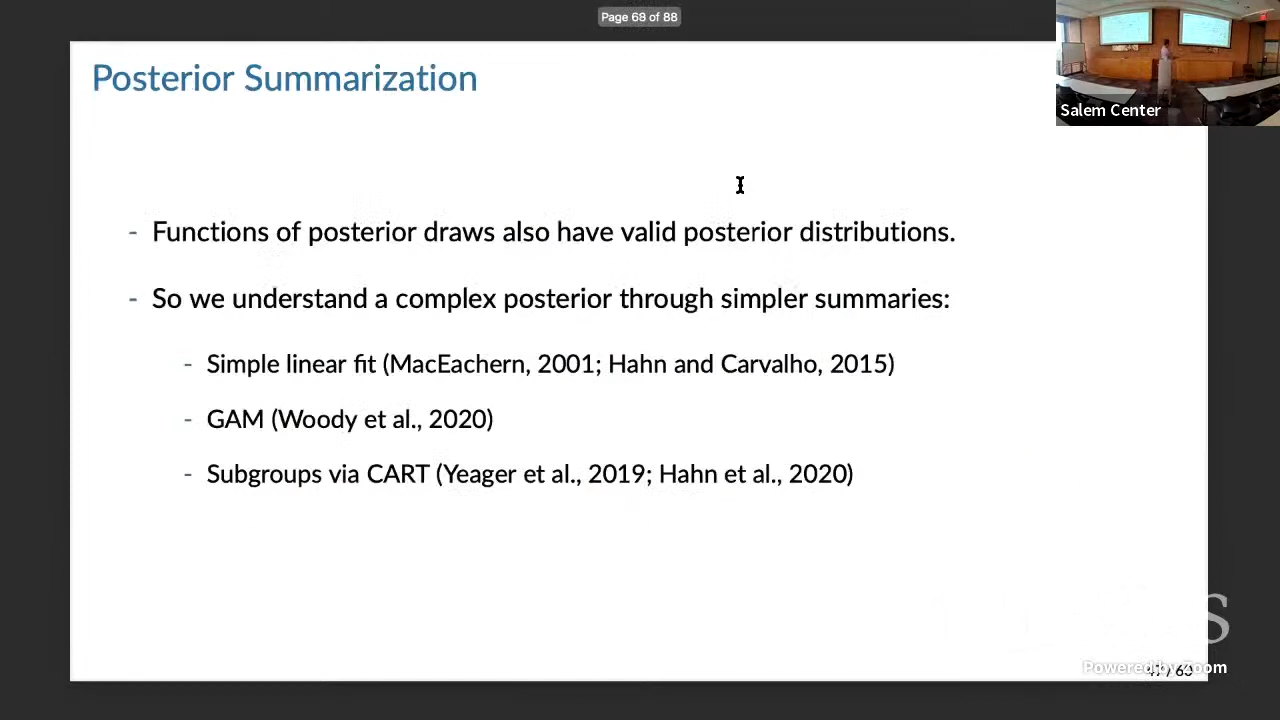 Page 68 of 88
Posterior Summarization
Salem Center
- Functions of posterior draws also have valid posterior distributions.
- So we understand a complex posterior through simpler summaries:
- Simple linear fit (MacEachern, 2001; Hahn and Carvalho, 2015)
- GAM (Woody et al., 2020)
- Subgroups via CART (Yeager et al., 2019; Hahn et al., 2020)
S
Powered by Zoom